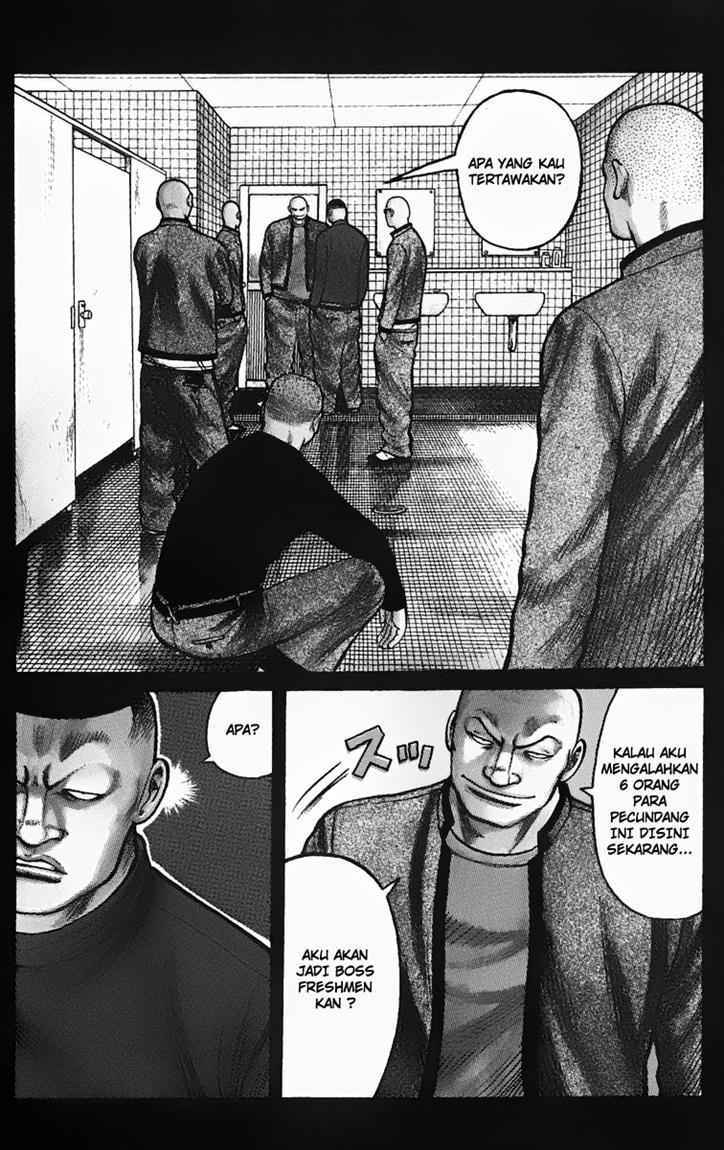 APA YANG KAU
TERTAWAKAN?
APA?
スッ
KALAU AKU
MENGALAHKAN
6 ORANG
PARA
PECUNDANG
INI DISINI
SEKARANG...
AKU AKAN
JADI BOSS
FRESHMEN
KAN ?